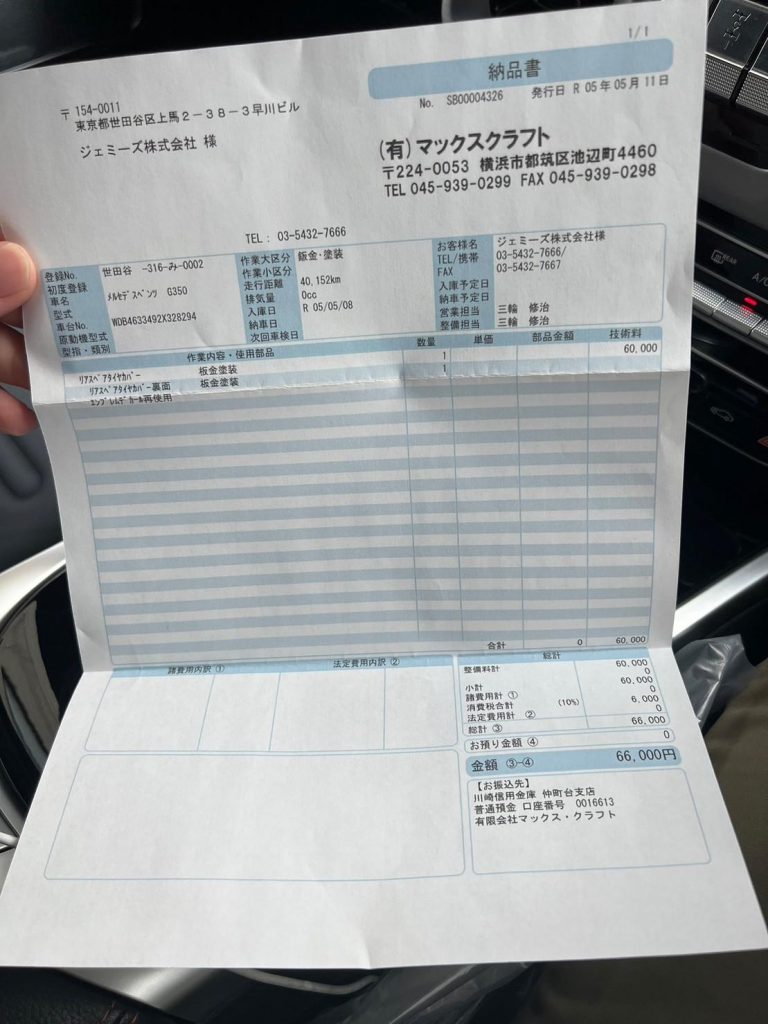 1/1
納品書
No. SB00004326 発行日 R 05年05月11日
〒 154-0011
東京都世田谷区上馬2-38-3早川ビル
ジェミーズ株式会社 様
TEL: 03-5432-7666
(有)マックスクラフト
〒224-0053 横浜市都筑区池辺町4460
TEL 045-939-0299 FAX 045-939-0298
登録No. 世田谷 -316-み-0002
初度登録
車名 メルセデスベンツ G350
型式
車台No. WDB4633492X328294
原動機型式
型指・類別
作業大区分 鈑金・塗装
作業小区分
走行距離 40,152km
排気量 0cc
入庫日 R 05/05/08
納車日
次回車検日
お客様名 ジェミーズ株式会社様
TEL/携帯 03-5432-7666/
FAX 03-5432-7667
入庫予定日
納車予定日
営業担当 三輪 修治
整備担当 三輪 修治
作業内容・使用部品 数量 単価 部品金額 技術料
リアスペアタイヤカバー 板金塗装 1 60,000
リアスペアタイヤカバー裏面 板金塗装 1
エンブレムデカール再使用
合計 0 60,000
諸費用内訳 ① 法定費用内訳 ② 総計
整備料計 60,000
0
小計 60,000
諸費用計 ① 0
消費税合計 (10%) 6,000
法定費用計 ② 0
総計 ③ 66,000
お預り金額 ④ 0
金額 ③-④ 66,000円
【お振込先】
川崎信用金庫 仲町台支店
普通預金 口座番号 0016613
有限会社マックス・クラフト
REAR
A/C